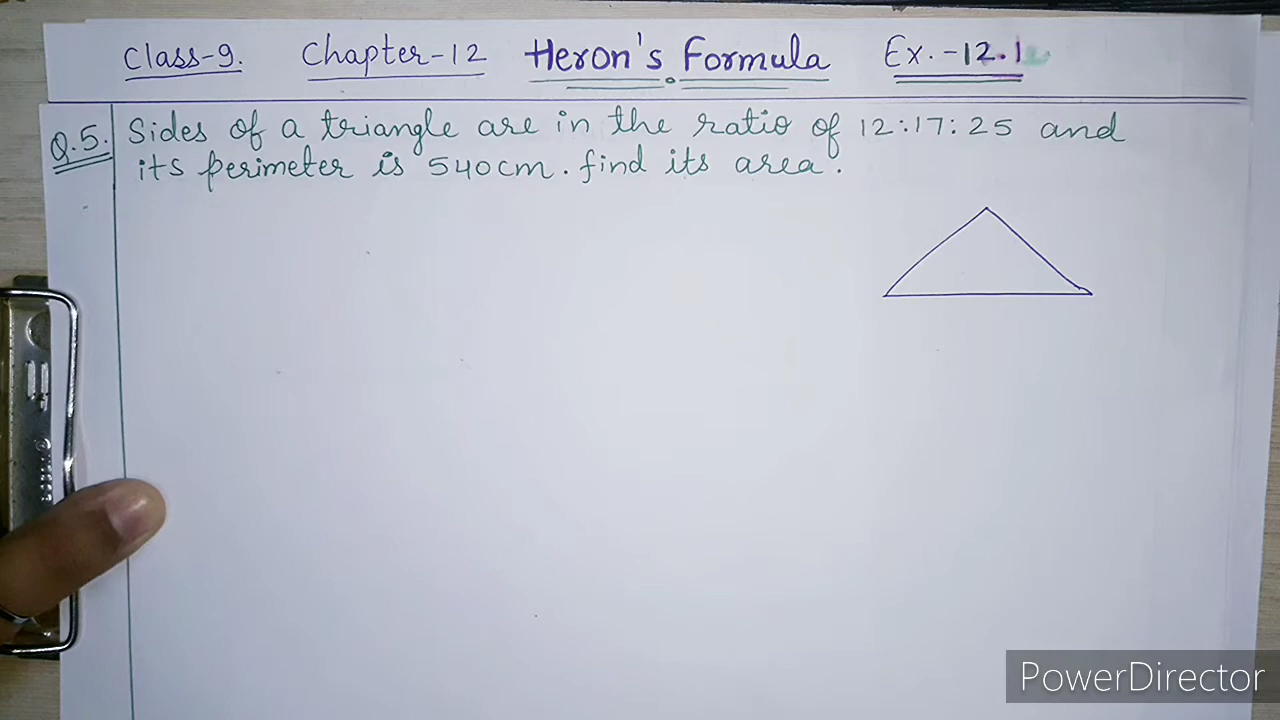 Class-9. Chapter-12 Heron's Formula Ex.-12.1
Q.5. Sides of a triangle are in the ratio of 12:17:25 and
its perimeter is 540cm. find its area.
PowerDirector